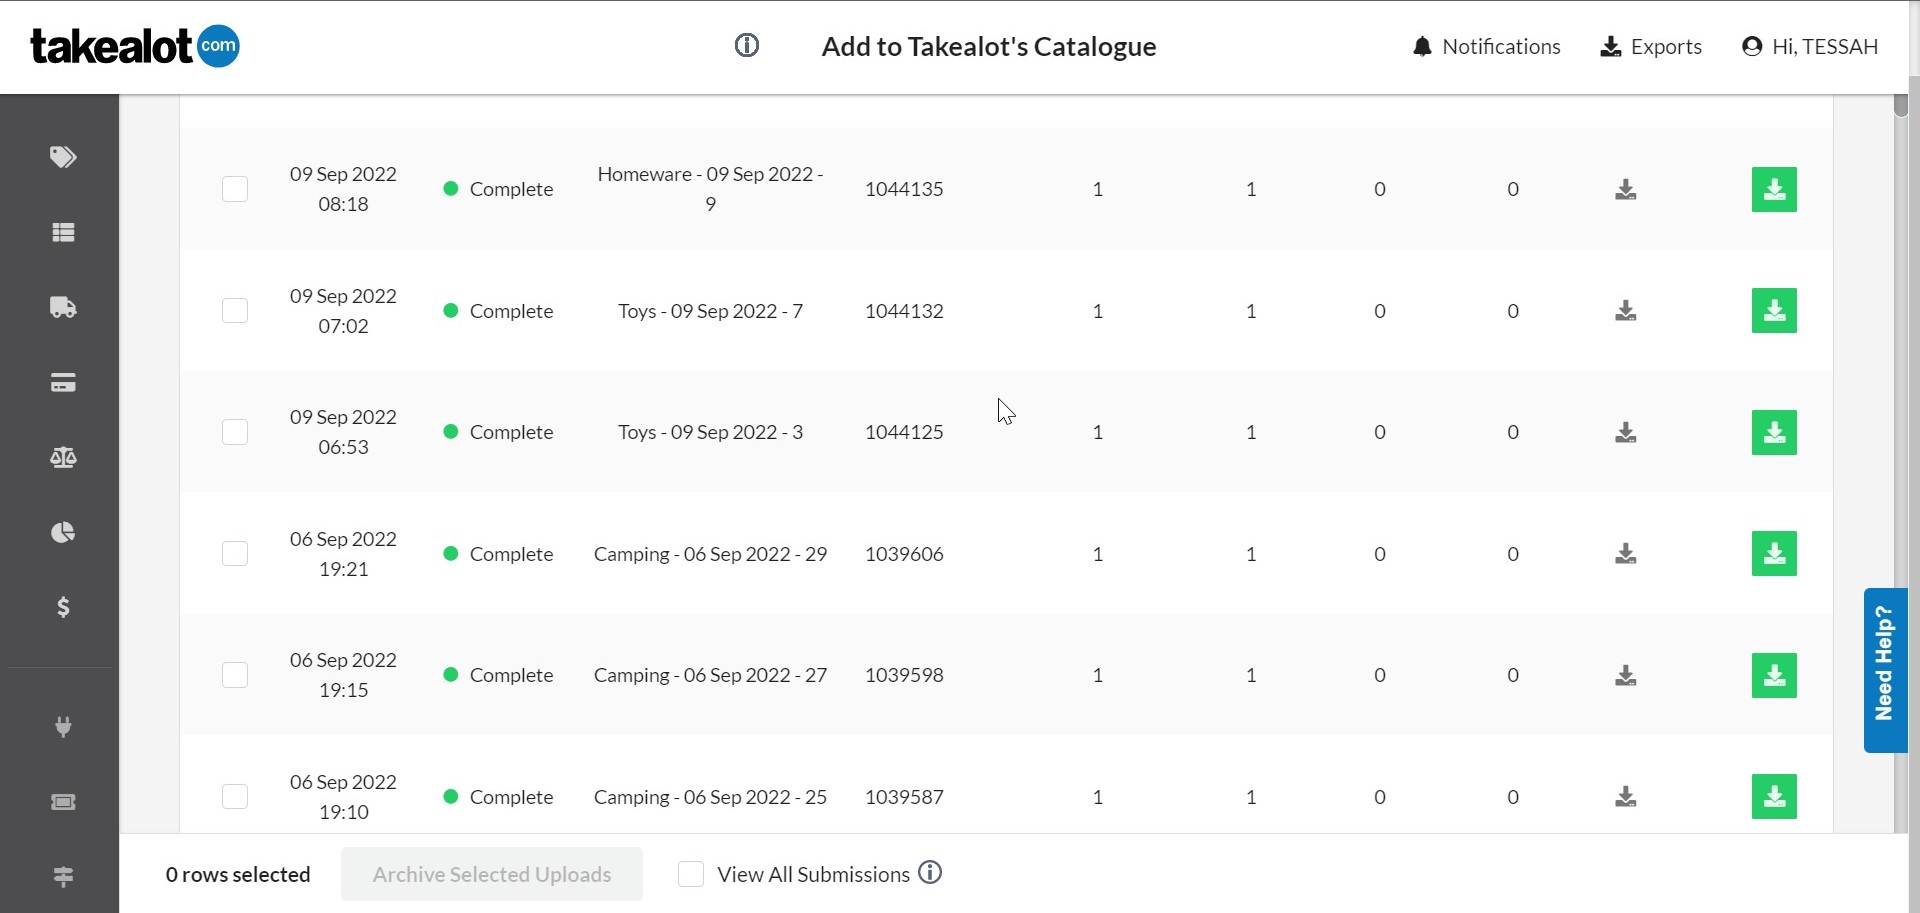 takealot com
Add to Takealot's Catalogue
Notifications
Exports
Hi, TESSAH
09 Sep 2022
08:18
Complete
Homeware - 09 Sep 2022 -
9
1044135
1
1
0
0
09 Sep 2022
07:02
Complete
Toys - 09 Sep 2022 - 7
1044132
1
1
0
0
09 Sep 2022
06:53
Complete
Toys - 09 Sep 2022 - 3
1044125
1
1
0
0
06 Sep 2022
19:21
Complete
Camping - 06 Sep 2022 - 29
1039606
1
1
0
0
06 Sep 2022
19:15
Complete
Camping - 06 Sep 2022 - 27
1039598
1
1
0
0
06 Sep 2022
19:10
Complete
Camping - 06 Sep 2022 - 25
1039587
1
1
0
0
Need Help?
0 rows selected
Archive Selected Uploads
View All Submissions